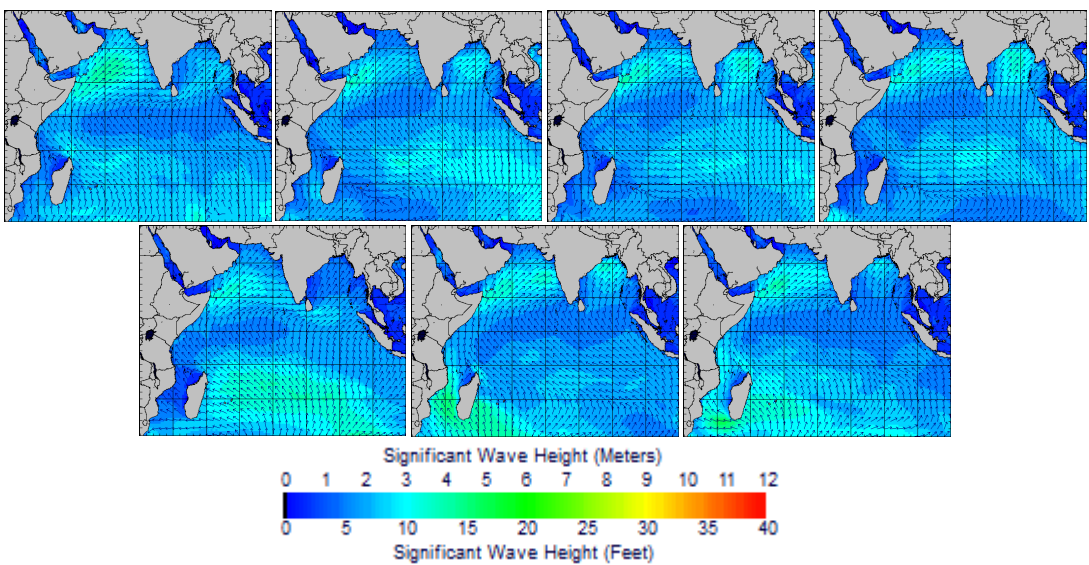 Significant Wave Height (Meters)
0 1 2 3 4 5 6 7 8 9 10 11 12
0 5 10 15 20 25 30 35 40
Significant Wave Height (Feet)